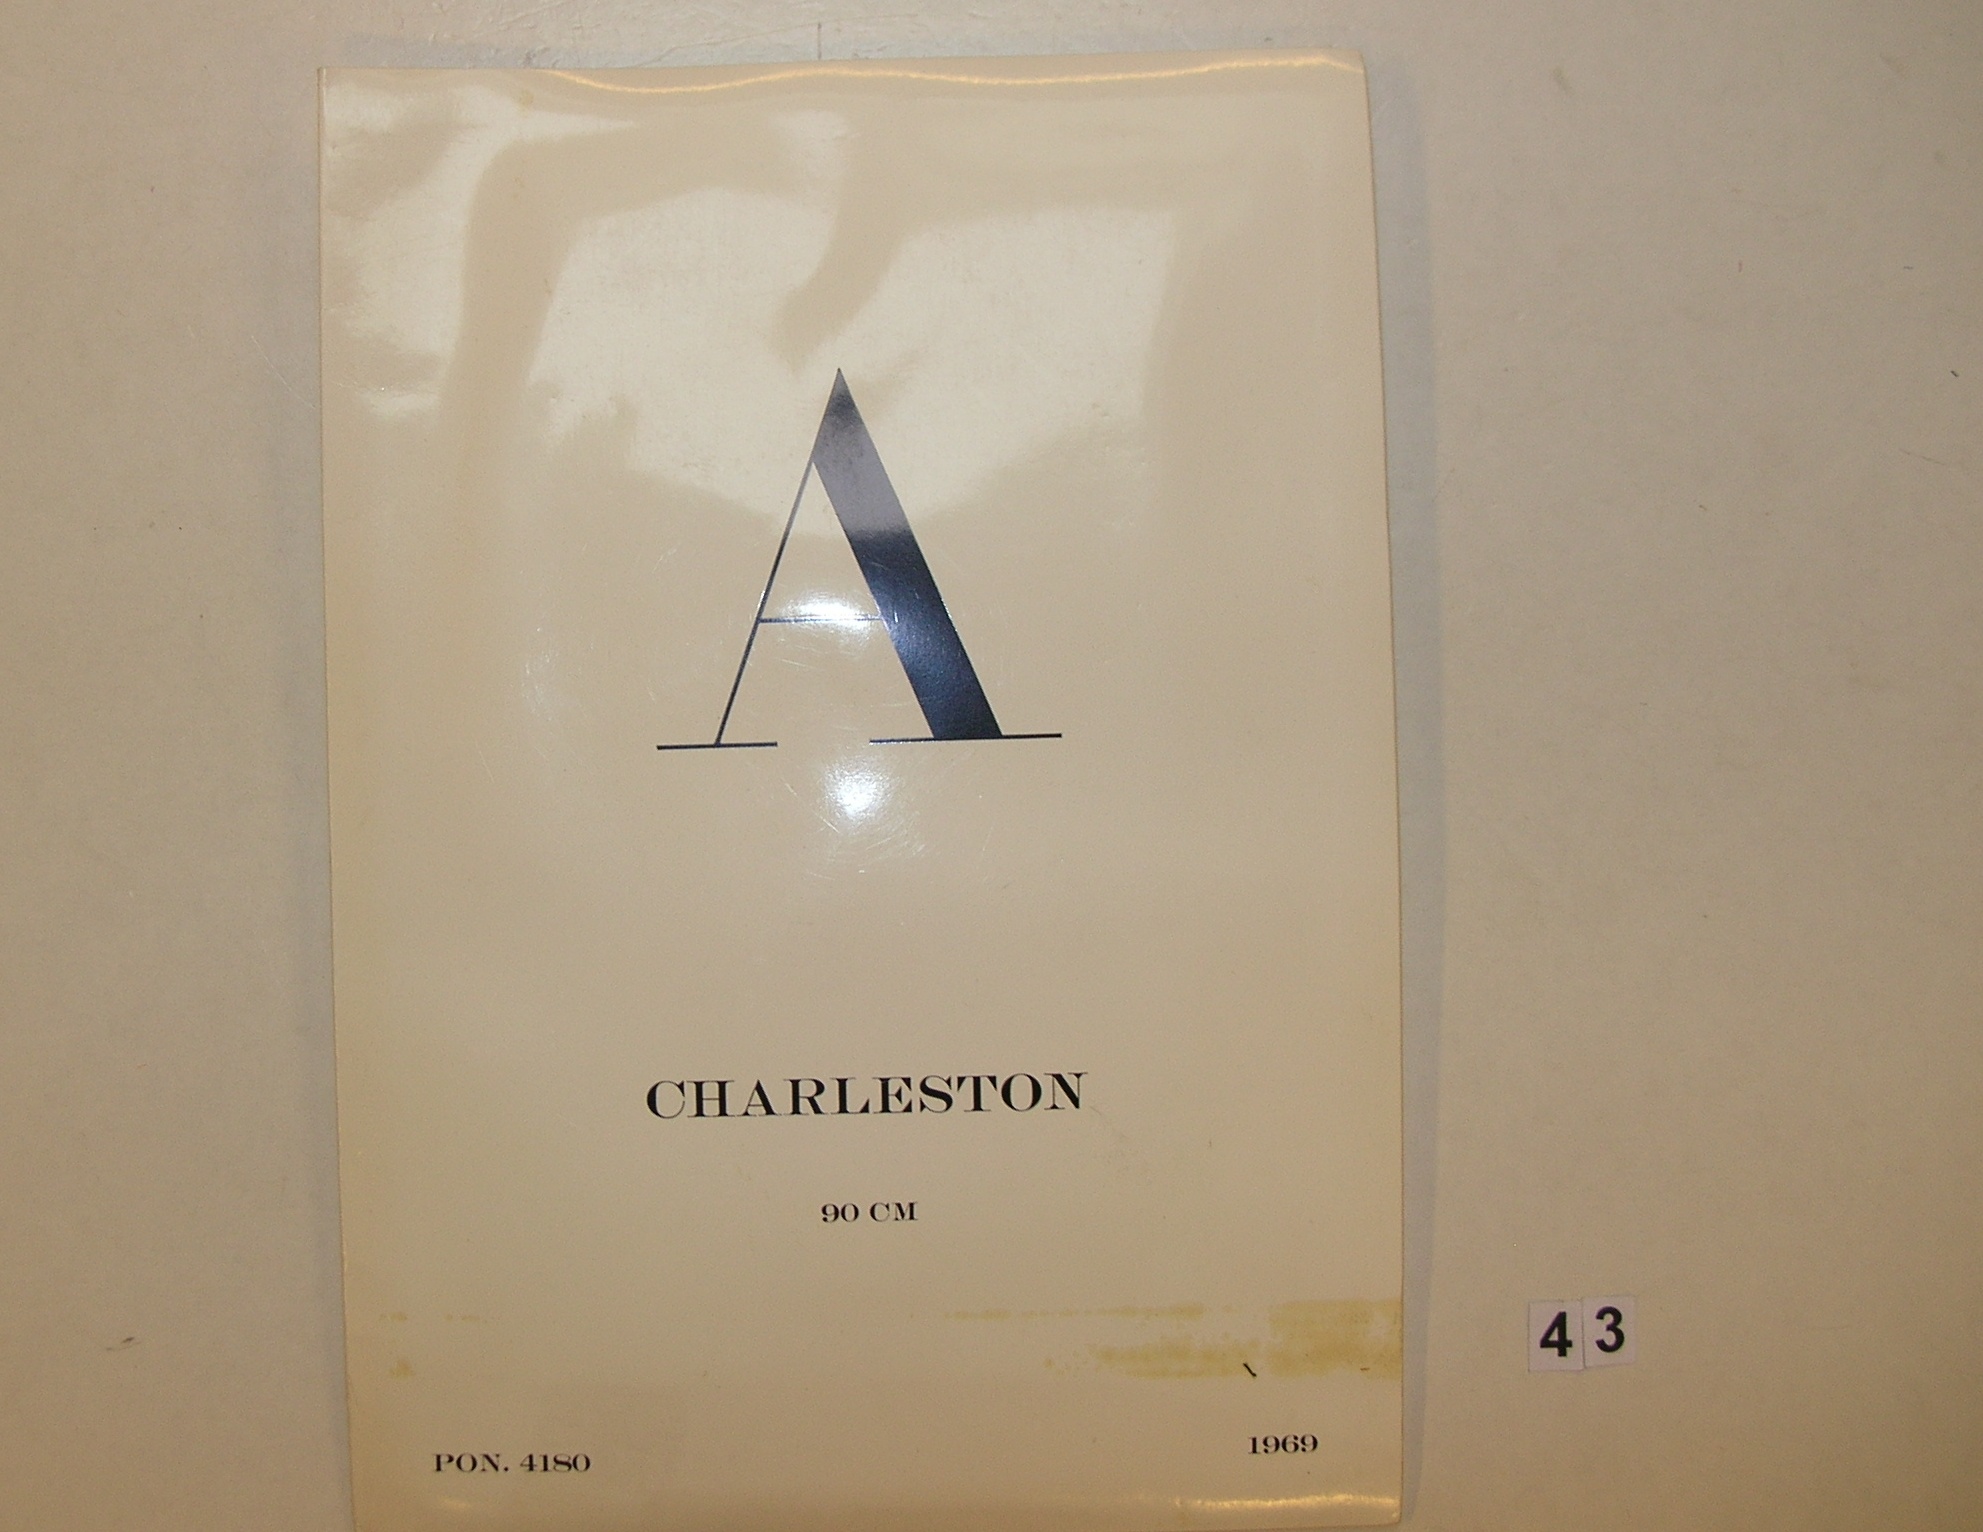 A
CHARLESTON
90 CM
43
PON. 4180
1969